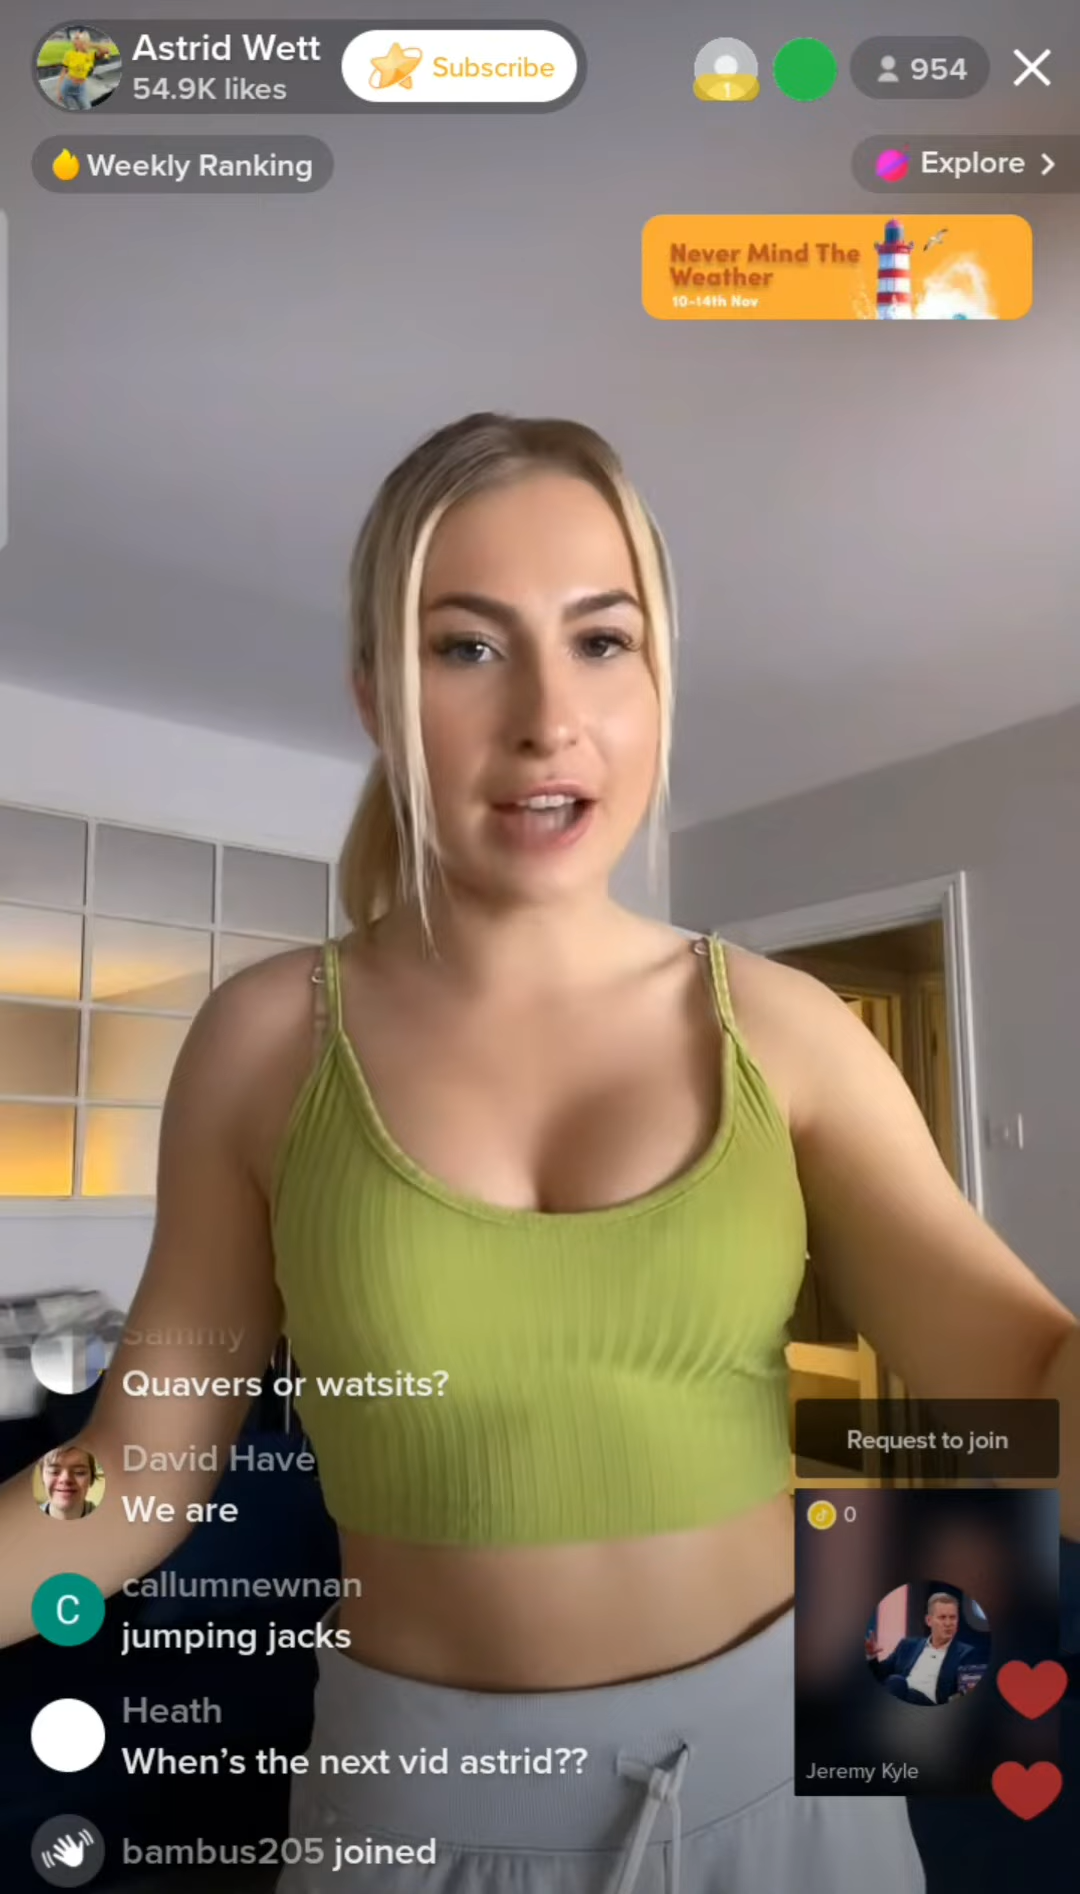 Astrid Wett
54.9K likes
Subscribe
1
954
Weekly Ranking
Explore
Never Mind The
Weather
10-14th Nov
Sammy
Quavers or watsits?
David Have
We are
C
callumnewnan
jumping jacks
Heath
When's the next vid astrid??
bambus205 joined
Request to join
0
Jeremy Kyle